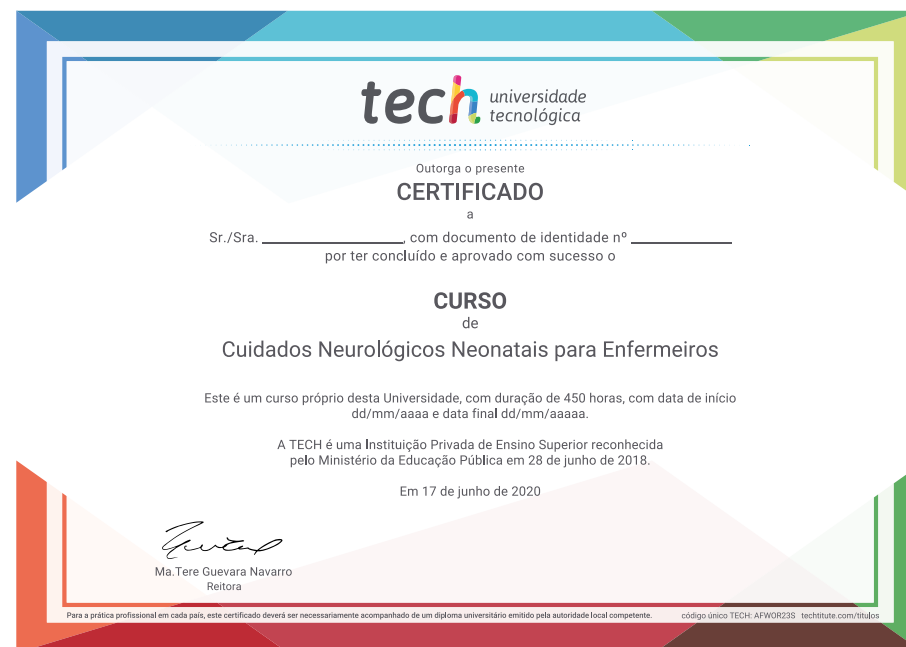 tech universidade
tecnológica
Outorga o presente
CERTIFICADO
a
Sr./Sra. ____________, com documento de identidade nº ____________
por ter concluído e aprovado com sucesso o
CURSO
de
Cuidados Neurológicos Neonatais para Enfermeiros
Este é um curso próprio desta Universidade, com duração de 450 horas, com data de início
dd/mm/aaaa e data final dd/mm/aaaaa.
A TECH é uma Instituição Privada de Ensino Superior reconhecida
pelo Ministério da Educação Pública em 28 de junho de 2018.
Em 17 de junho de 2020
Ma.Tere Guevara Navarro
Reitora
Para a prática profissional em cada país, este certificado deverá ser necessariamente acompanhado de um diploma universitário emitido pela autoridade local competente. código único TECH: AFWOR23S techtitute.com/titulos